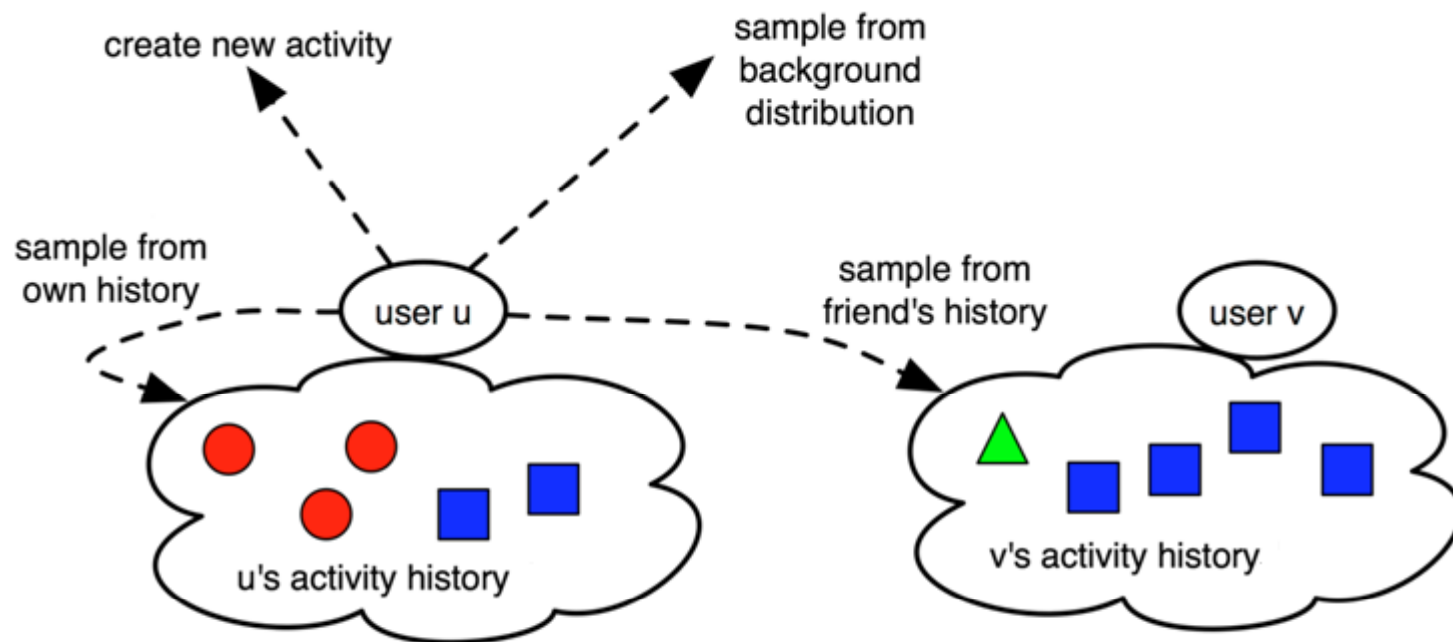 create new activity
sample from
background
distribution
sample from
own history
user u
sample from
friend's history
user v
u's activity history
v's activity history